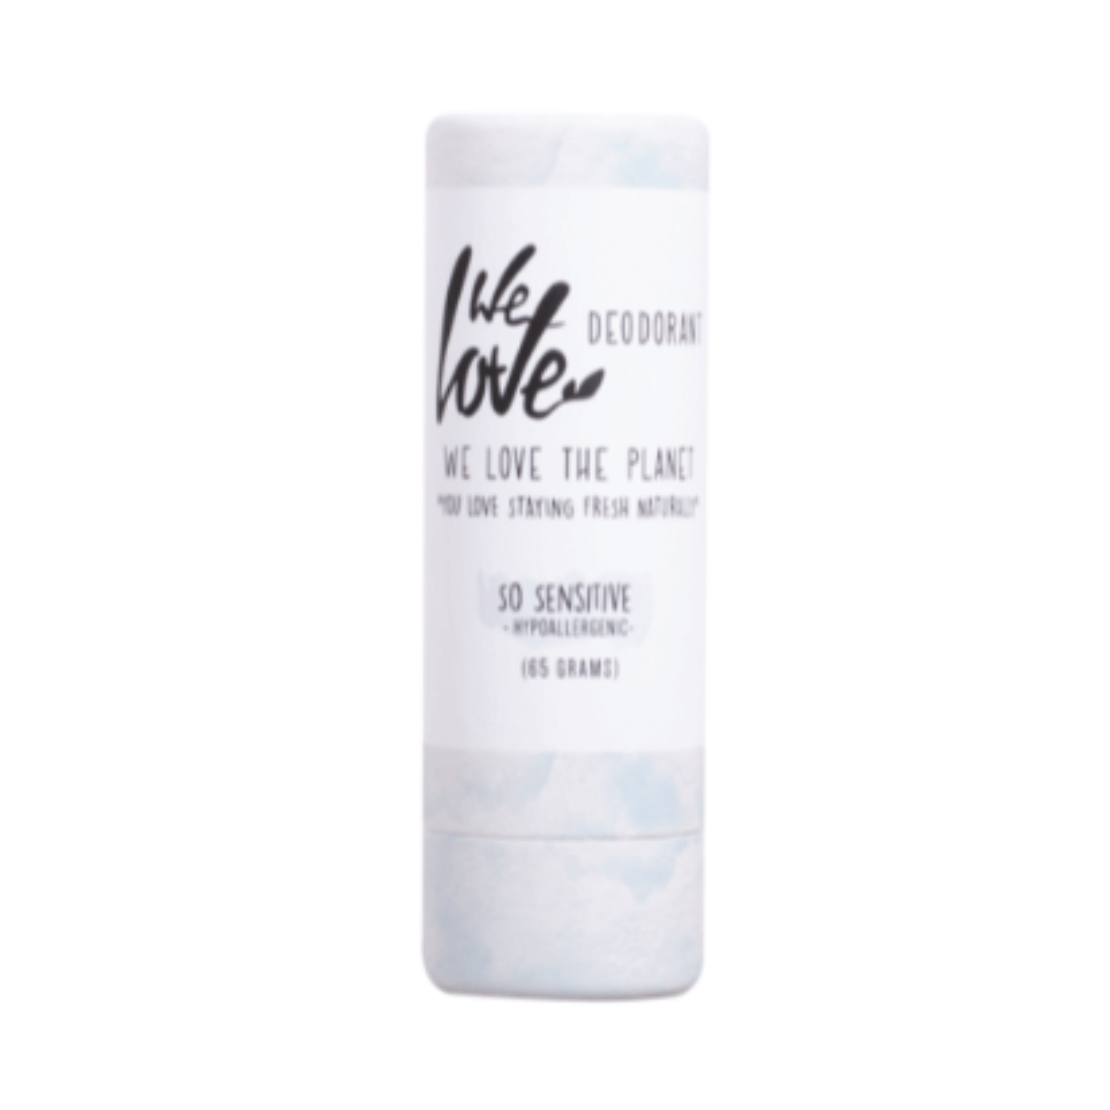 We
love
DEODORANT
WE LOVE THE PLANET
"YOU LOVE STAYING FRESH NATURALLY"
SO SENSITIVE
- HYPOALLERGENIC-
(65 GRAMS)